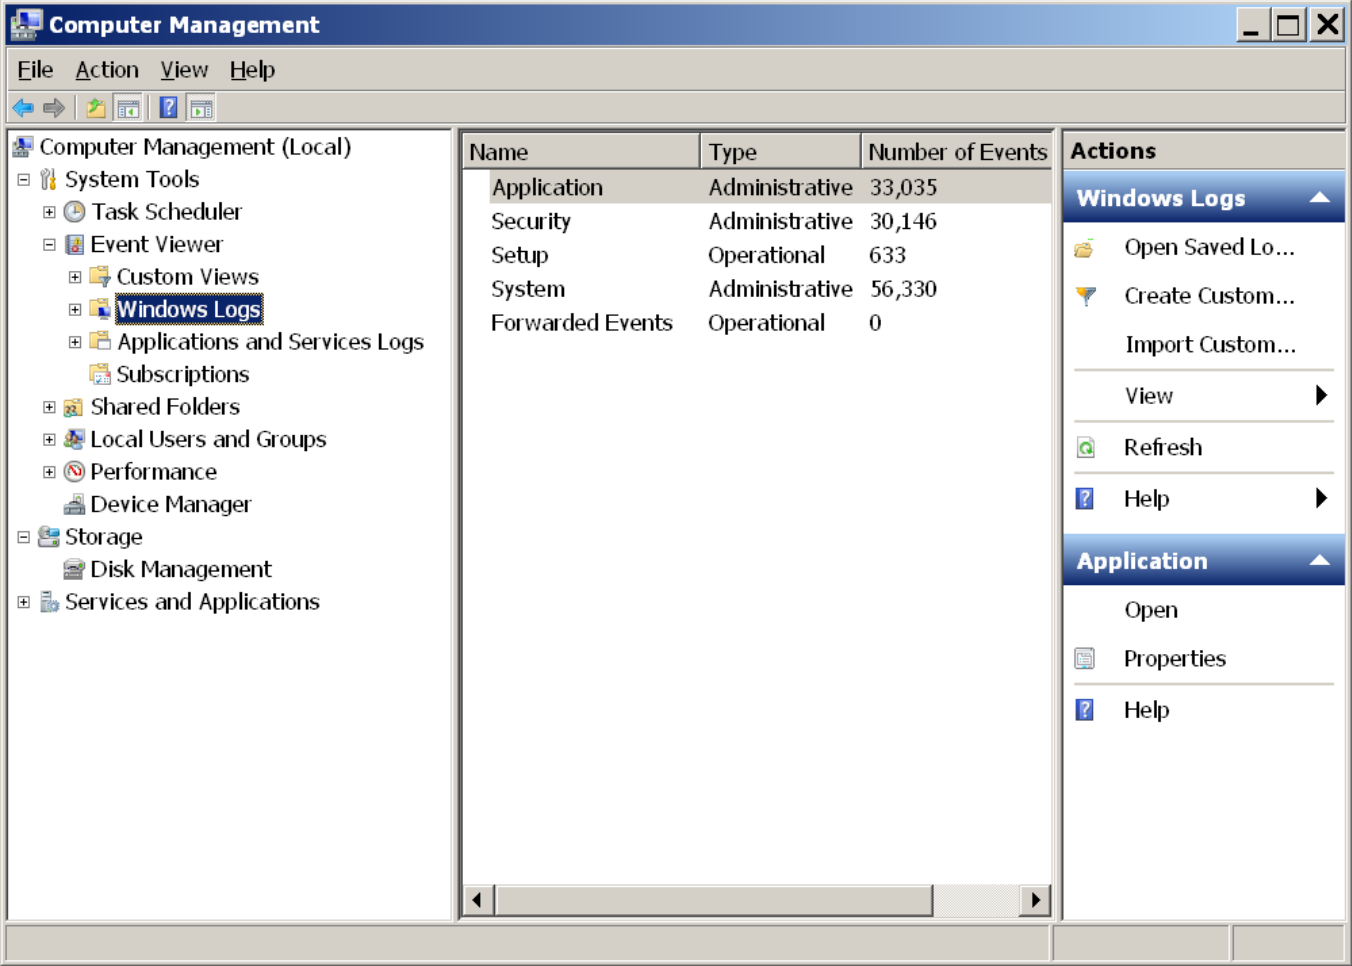 Computer Management
File Action View Help
Computer Management (Local)
System Tools
Task Scheduler
Event Viewer
Custom Views
Windows Logs
Applications and Services Logs
Subscriptions
Shared Folders
Local Users and Groups
Performance
Device Manager
Storage
Disk Management
Services and Applications
Name Type Number of Events
Application Administrative 33,035
Security Administrative 30,146
Setup Operational 633
System Administrative 56,330
Forwarded Events Operational 0
Actions
Windows Logs
Open Saved Lo...
Create Custom...
Import Custom...
View
Refresh
Help
Application
Open
Properties
Help